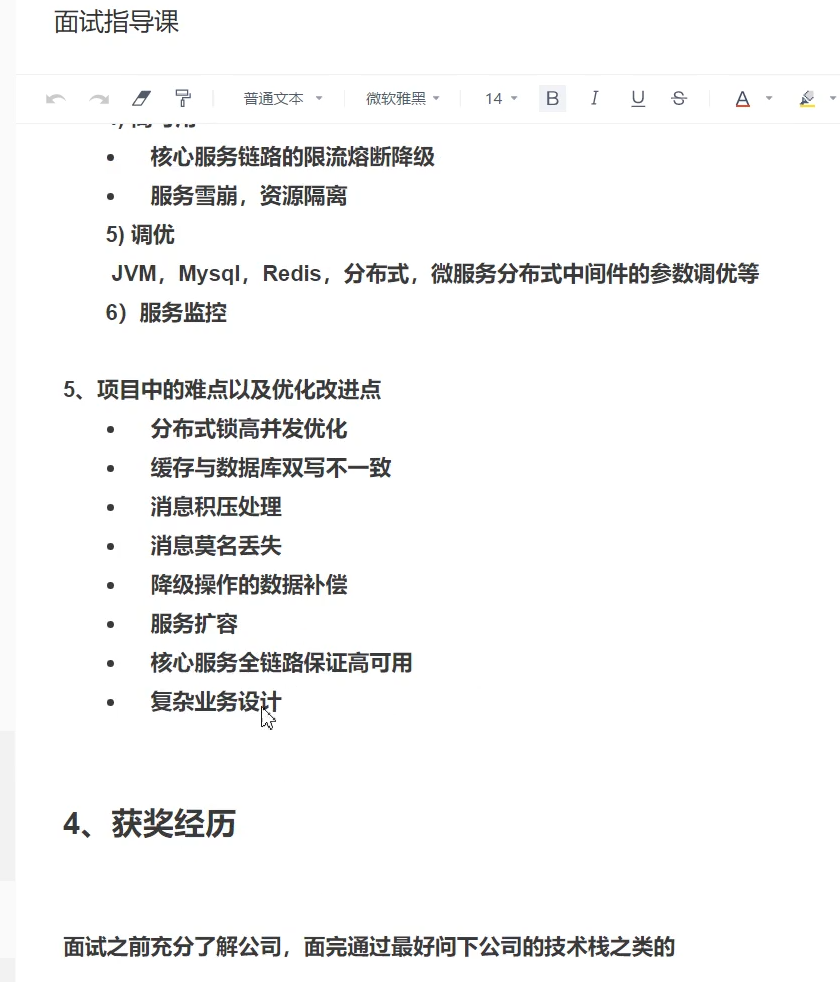 面试指导课
普通文本
微软雅黑
14
B
I
U
S
A
• 核心服务链路的限流熔断降级
• 服务雪崩，资源隔离
5) 调优
JVM，Mysql，Redis，分布式，微服务分布式中间件的参数调优等
6）服务监控
5、项目中的难点以及优化改进点
• 分布式锁高并发优化
• 缓存与数据库双写不一致
• 消息积压处理
• 消息莫名丢失
• 降级操作的数据补偿
• 服务扩容
• 核心服务全链路保证高可用
• 复杂业务设计
4、获奖经历
面试之前充分了解公司，面完通过最好问下公司的技术栈之类的